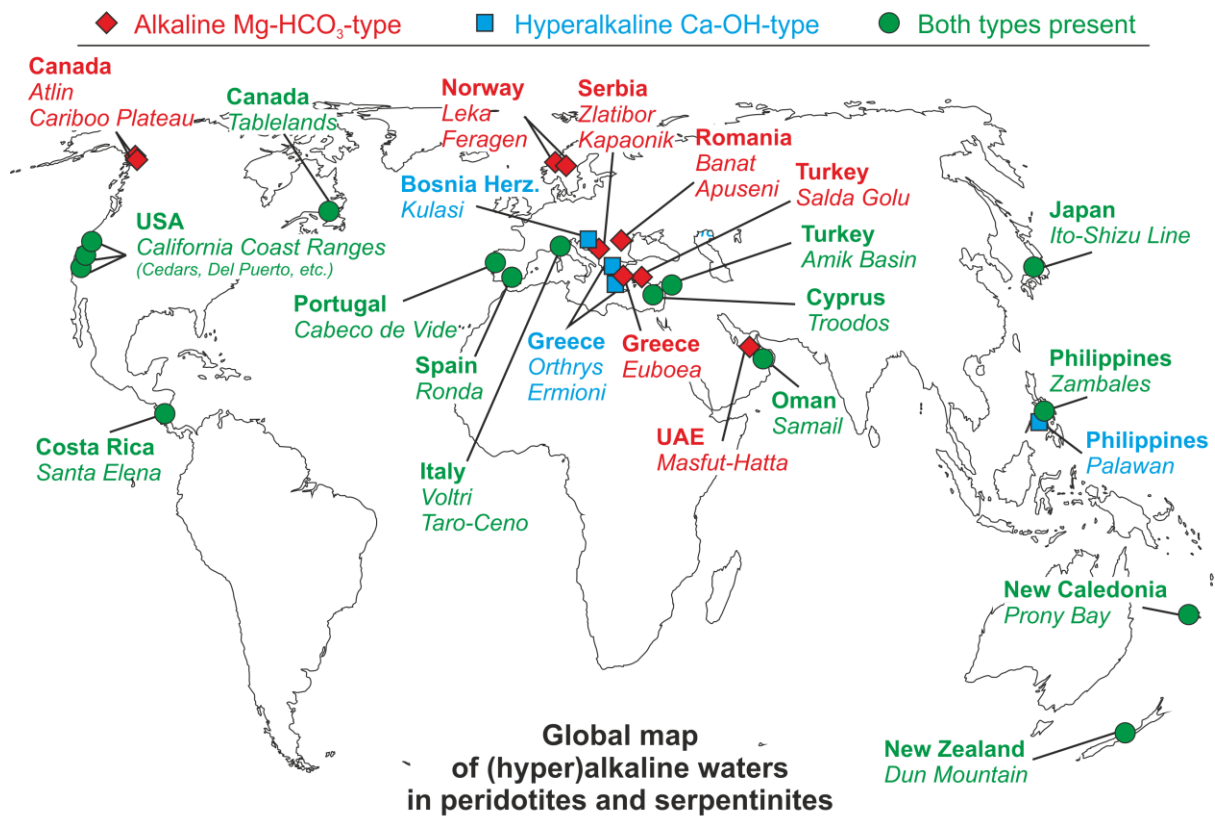 Alkaline Mg-HCO₃-type
Hyperalkaline Ca-OH-type
Both types present
Canada
Atlin
Cariboo Plateau
Canada
Tablelands
Norway
Leka
Feragen
Serbia
Zlatibor
Kapaonik
Romania
Banat
Apuseni
Bosnia Herz.
Kulasi
Turkey
Salda Golu
Turkey
Amik Basin
Japan
Ito-Shizu Line
USA
California Coast Ranges
(Cedars, Del Puerto, etc.)
Portugal
Cabeco de Vide
Cyprus
Troodos
Spain
Ronda
Greece
Orthrys
Ermioni
Greece
Euboea
Philippines
Zambales
Oman
Samail
Costa Rica
Santa Elena
UAE
Masfut-Hatta
Philippines
Palawan
Italy
Voltri
Taro-Ceno
New Caledonia
Prony Bay
New Zealand
Dun Mountain
Global map
of (hyper)alkaline waters
in peridotites and serpentinites